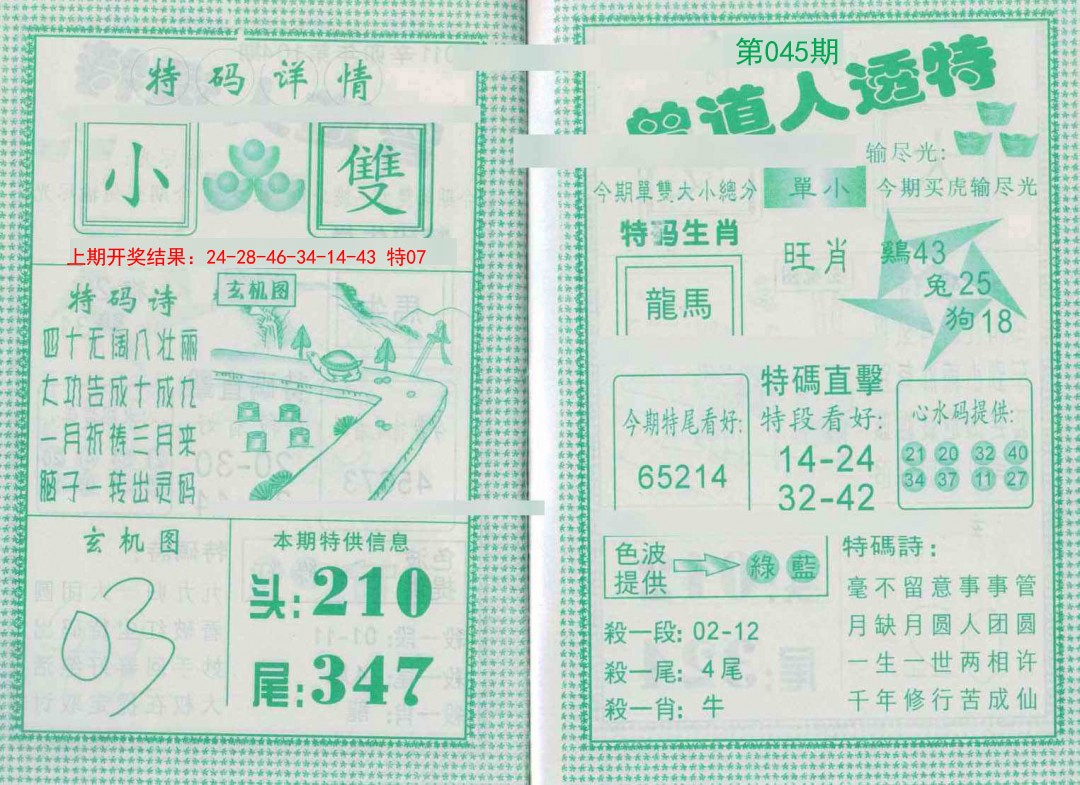 特码详情
小 雙
上期开奖结果：24-28-46-34-14-43 特07
特码诗
四十无阔八壮丽
大功告成十成九
一月祈祷三月来
脑子一转出灵码
玄机图
玄机图
03
本期特供信息
头:210
尾:347
第045期
曾道人透特
输尽光:
今期單雙大小總分 單小 今期买虎输尽光
特码生肖
龍馬
旺肖
鷄43
兔25
狗18
今期特尾看好:
65214
特碼直擊
特段看好:
14-24
32-42
心水码提供:
21 20 32 40
34 37 11 27
色波
提供
綠 藍
殺一段: 02-12
殺一尾: 4尾
殺一肖: 牛
特碼詩:
毫不留意事事管
月缺月圆人团圆
一生一世两相许
千年修行苦成仙